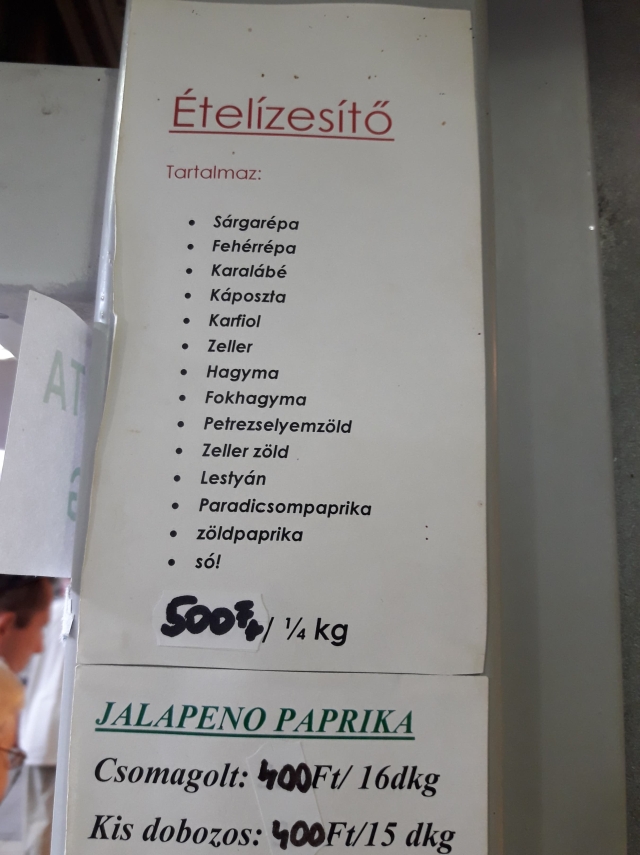 Ételízesítő
Tartalmaz:
• Sárgarépa
• Fehérrépa
• Karalábé
• Káposzta
• Karfiol
• Zeller
• Hagyma
• Fokhagyma
• Petrezselyemzöld
• Zeller zöld
• Lestyán
• Paradicsompaprika
• zöldpaprika
• só!
500Ft/ ¼ kg
JALAPENO PAPRIKA
Csomagolt: 400Ft/ 16dkg
Kis dobozos: 400Ft/15 dkg